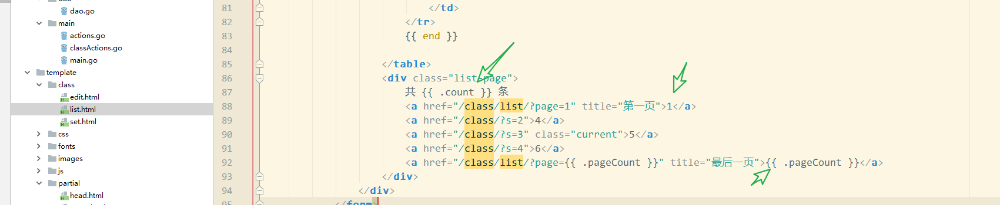 dao.go
main
actions.go
classActions.go
main.go
template
class
edit.html
list.html
set.html
css
fonts
images
js
partial
head.html
81 </td>
82 </tr>
83 {{ end }}
84
85 </table>
86 <div class="list-page">
87 共 {{ .count }} 条
88 <a href="/class/list/?page=1" title="第一页">1</a>
89 <a href="/class/?s=2">4</a>
90 <a href="/class/?s=3" class="current">5</a>
91 <a href="/class/?s=4">6</a>
92 <a href="/class/list/?page={{ .pageCount }}" title="最后一页">{{ .pageCount }}</a>
93 </div>
94 </div>
95 </form>